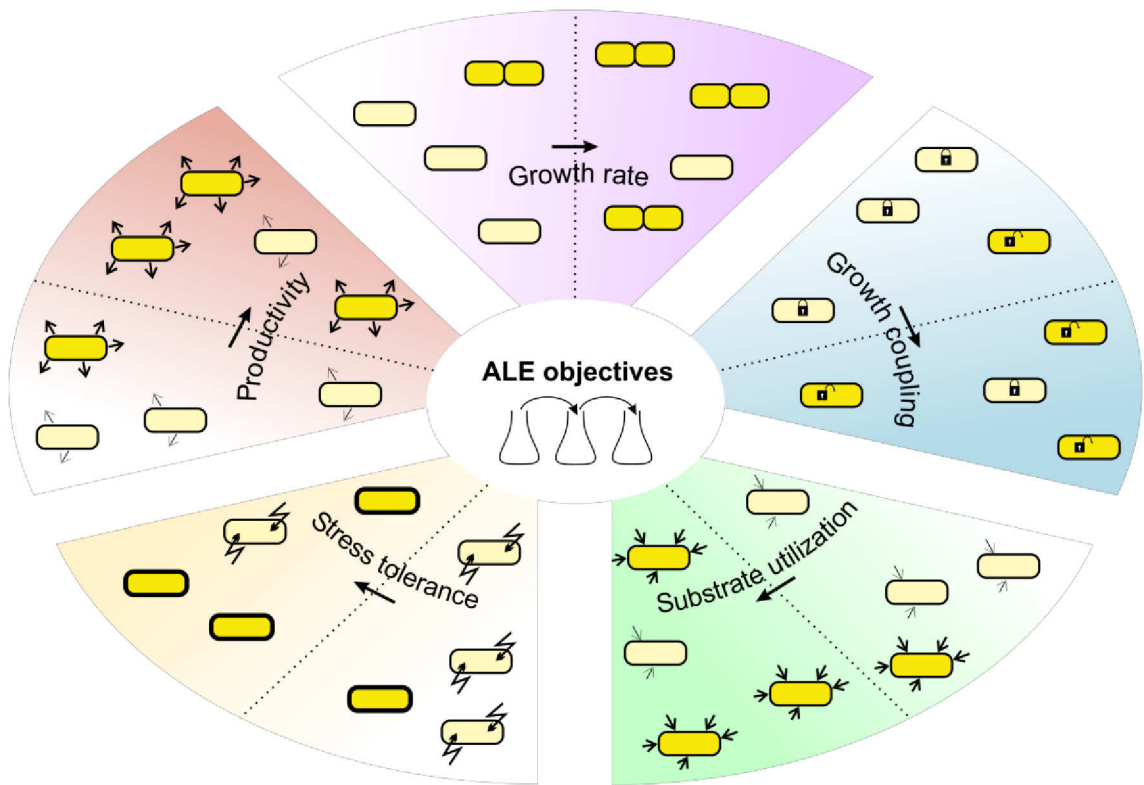 Growth rate
Productivity
Growth coupling
ALE objectives
Stress tolerance
Substrate utilization